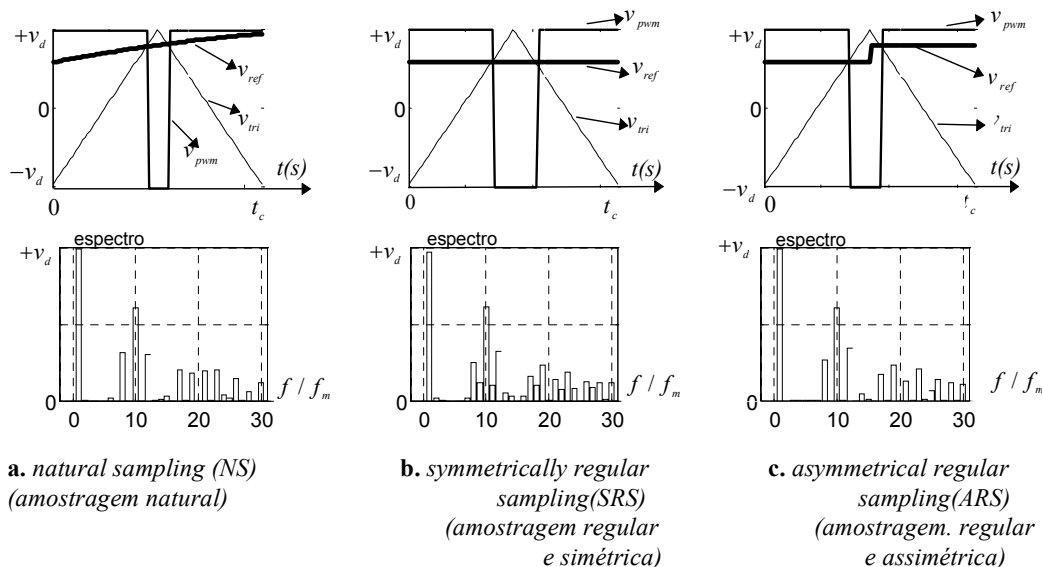 +v_d
0
−v_d
0
t_c
t(s)
v_ref
v_tri
v_pwm
espectro
+v_d
0
0 10 20 30
f / f_m
a. natural sampling (NS)
(amostragem natural)
+v_d
0
−v_d
0
t_c
t(s)
v_pwm
v_ref
v_tri
espectro
+v_d
0
0 10 20 30
f / f_m
b. symmetrically regular
sampling(SRS)
(amostragem regular
e simétrica)
+v_d
0
−v_d
0
t_c
t(s)
v_pwm
v_ref
v_tri
espectro
+v_d
0
0 10 20 30
f / f_m
c. asymmetrical regular
sampling(ARS)
(amostragem. regular
e assimétrica)